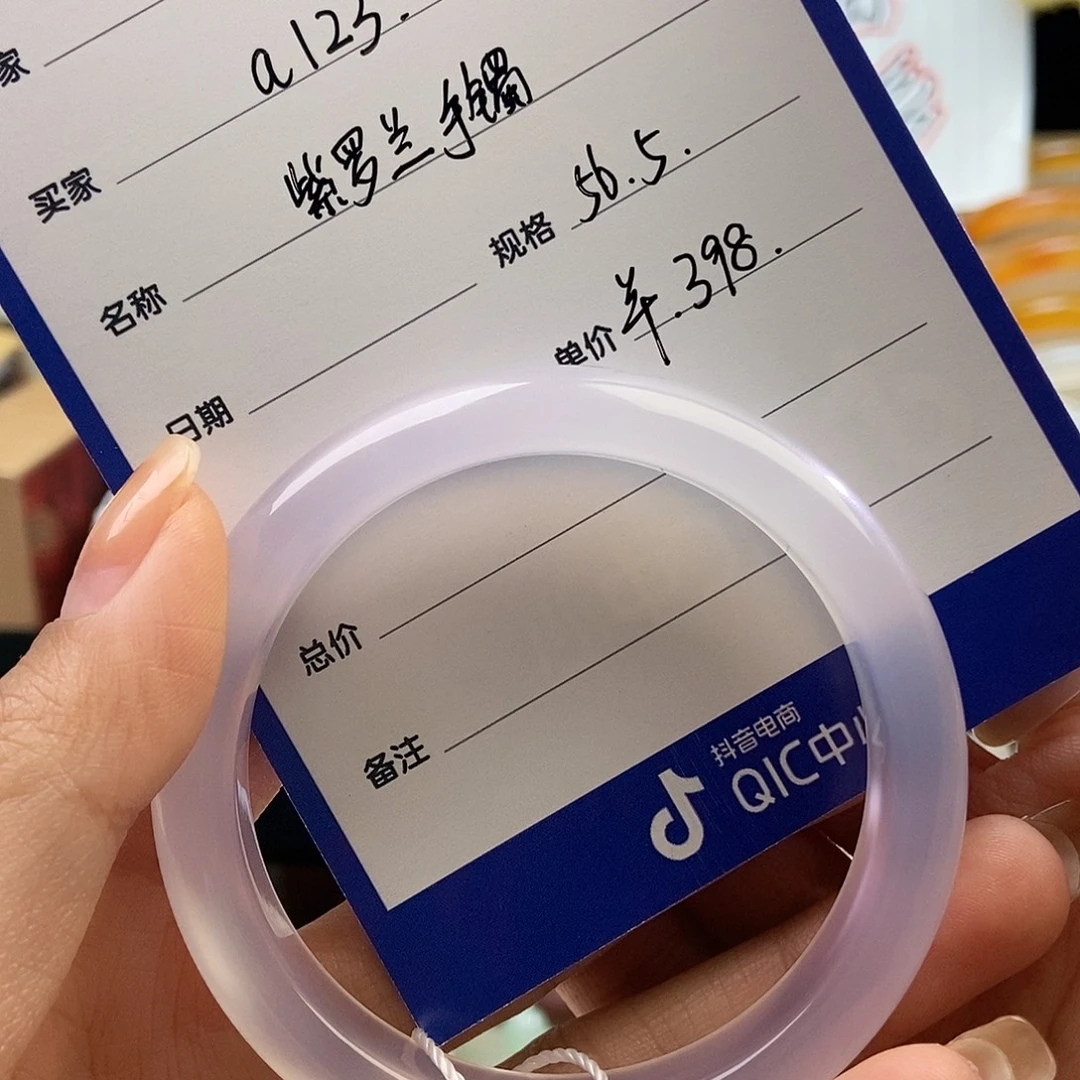 家
a123.
买家
紫罗兰手镯
名称
规格 56.5.
日期
单价 ¥.398.
总价
备注
抖音电商
QIC中心